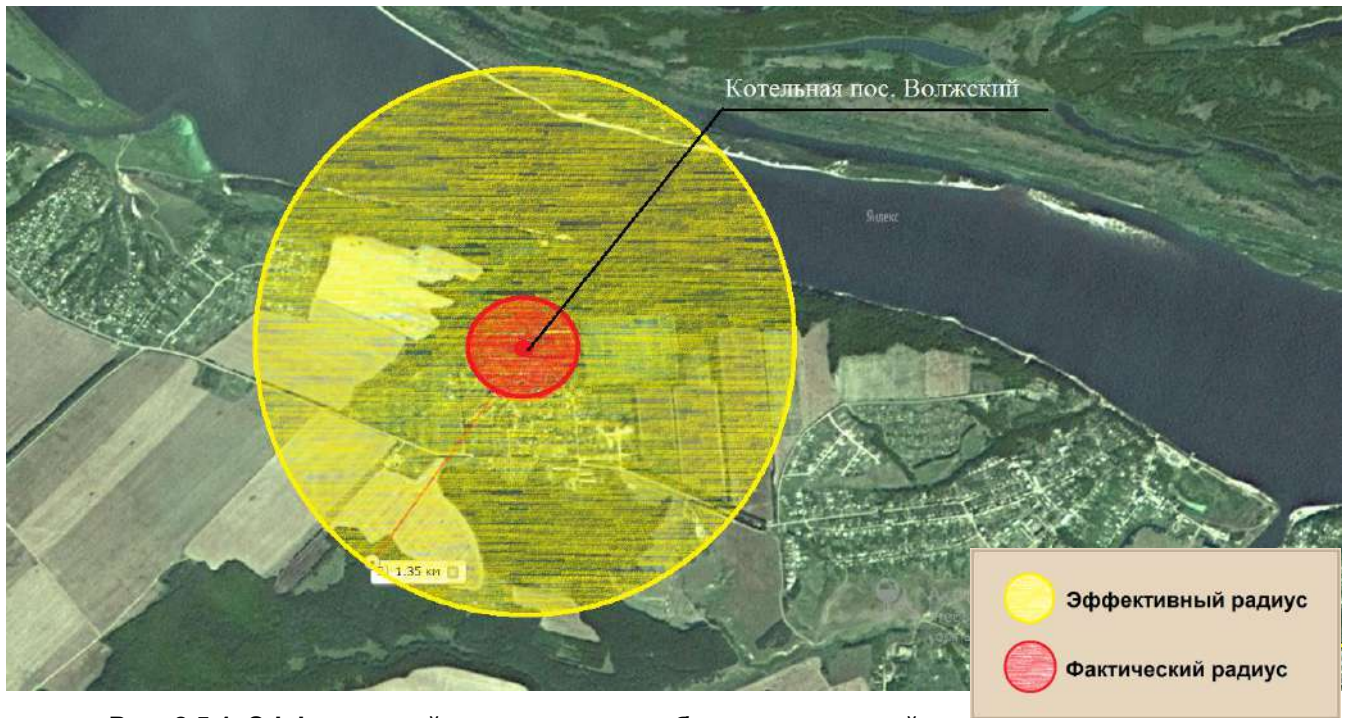 Котельная пос. Волжский
Яндекс
1.35 км
Эффективный радиус
Фактический радиус